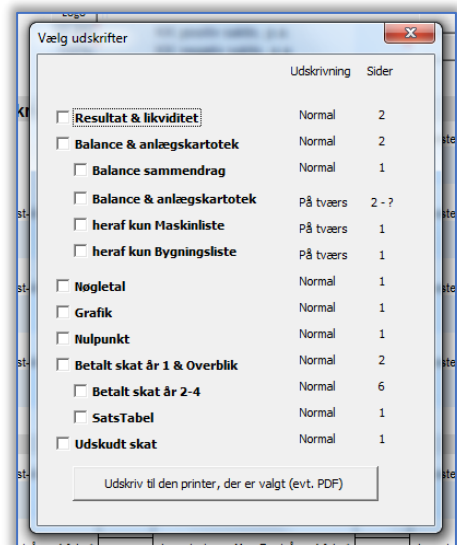 Vælg udskrifter
Udskrivning Sider
Resultat & likviditet Normal 2
Balance & anlægskartotek Normal 2
Balance sammendrag Normal 1
Balance & anlægskartotek På tværs 2 - ?
heraf kun Maskinliste På tværs 1
heraf kun Bygningsliste På tværs 1
Nøgletal Normal 1
Grafik Normal 1
Nulpunkt Normal 1
Betalt skat år 1 & Overblik Normal 2
Betalt skat år 2-4 Normal 6
SatsTabel Normal 1
Udskudt skat Normal 1
Udskriv til den printer, der er valgt (evt. PDF)